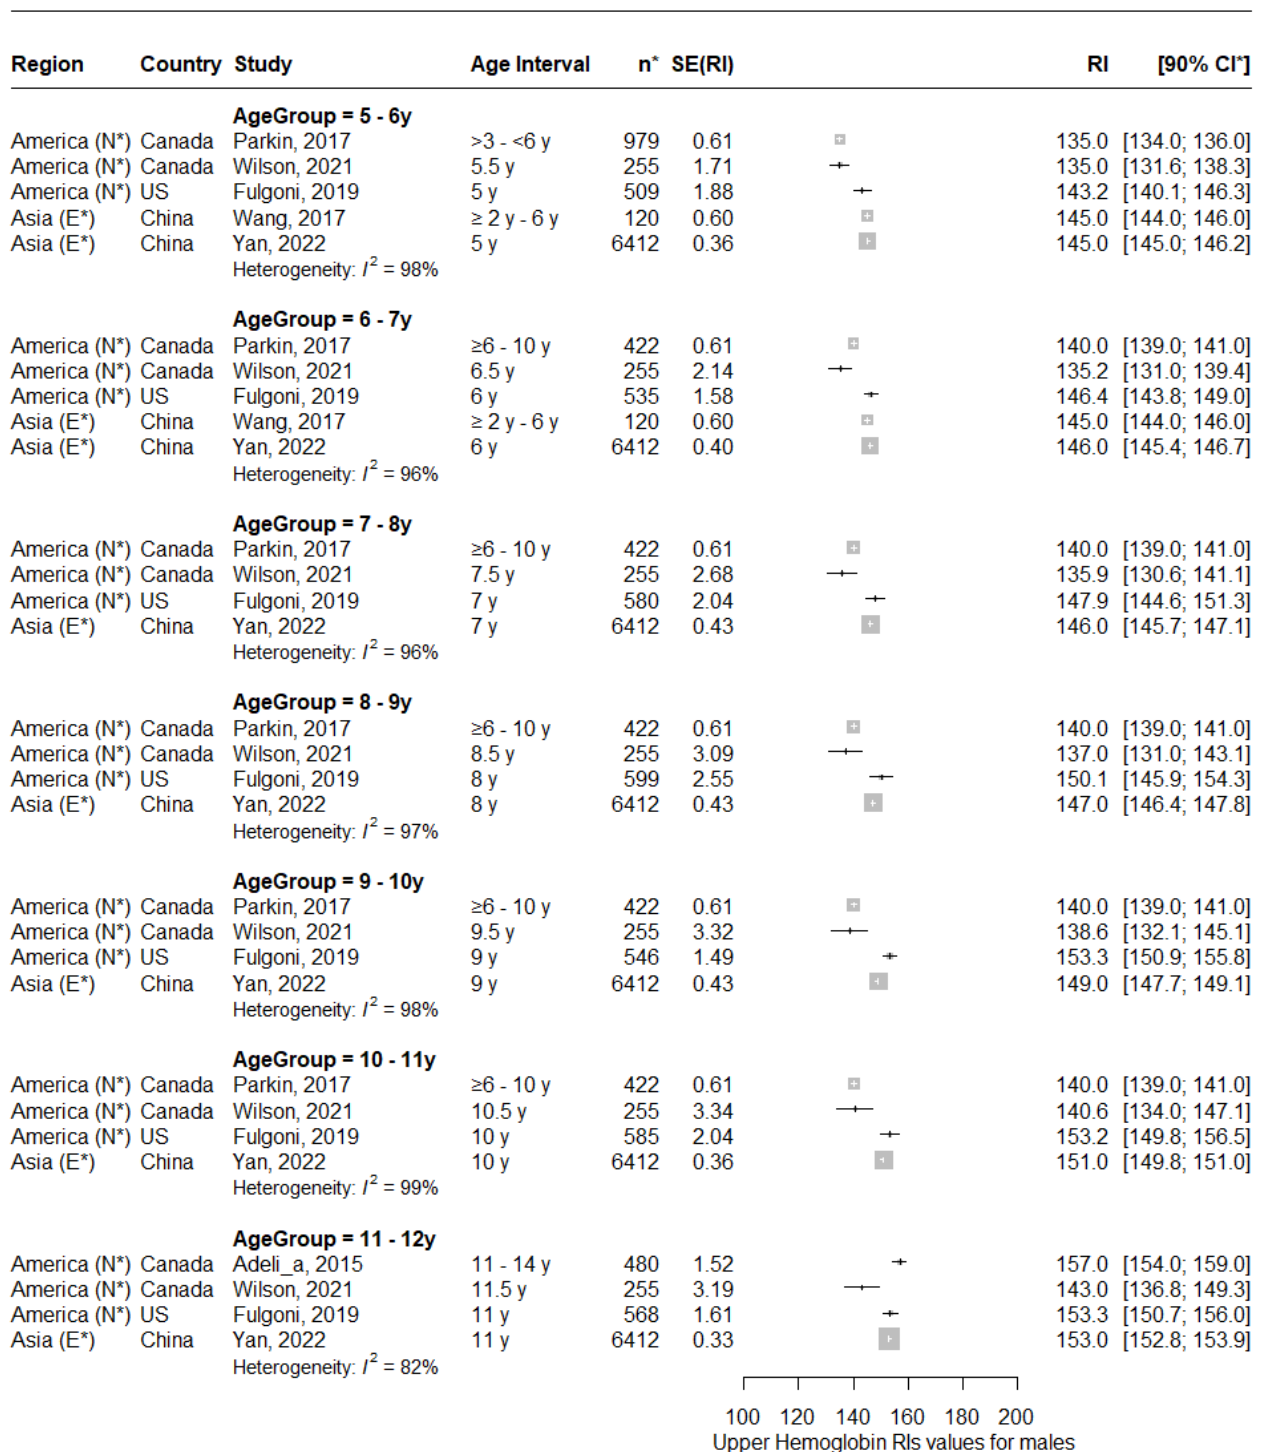 Region Country Study Age Interval n* SE(RI) RI [90% CI*]
AgeGroup = 5 - 6y
America (N*) Canada Parkin, 2017 >3 - <6 y 979 0.61 135.0 [134.0; 136.0]
America (N*) Canada Wilson, 2021 5.5 y 255 1.71 135.0 [131.6; 138.3]
America (N*) US Fulgoni, 2019 5 y 509 1.88 143.2 [140.1; 146.3]
Asia (E*) China Wang, 2017 ≥ 2 y - 6 y 120 0.60 145.0 [144.0; 146.0]
Asia (E*) China Yan, 2022 5 y 6412 0.36 145.0 [145.0; 146.2]
Heterogeneity: I² = 98%
AgeGroup = 6 - 7y
America (N*) Canada Parkin, 2017 ≥6 - 10 y 422 0.61 140.0 [139.0; 141.0]
America (N*) Canada Wilson, 2021 6.5 y 255 2.14 135.2 [131.0; 139.4]
America (N*) US Fulgoni, 2019 6 y 535 1.58 146.4 [143.8; 149.0]
Asia (E*) China Wang, 2017 ≥ 2 y - 6 y 120 0.60 145.0 [144.0; 146.0]
Asia (E*) China Yan, 2022 6 y 6412 0.40 146.0 [145.4; 146.7]
Heterogeneity: I² = 96%
AgeGroup = 7 - 8y
America (N*) Canada Parkin, 2017 ≥6 - 10 y 422 0.61 140.0 [139.0; 141.0]
America (N*) Canada Wilson, 2021 7.5 y 255 2.68 135.9 [130.6; 141.1]
America (N*) US Fulgoni, 2019 7 y 580 2.04 147.9 [144.6; 151.3]
Asia (E*) China Yan, 2022 7 y 6412 0.43 146.0 [145.7; 147.1]
Heterogeneity: I² = 96%
AgeGroup = 8 - 9y
America (N*) Canada Parkin, 2017 ≥6 - 10 y 422 0.61 140.0 [139.0; 141.0]
America (N*) Canada Wilson, 2021 8.5 y 255 3.09 137.0 [131.0; 143.1]
America (N*) US Fulgoni, 2019 8 y 599 2.55 150.1 [145.9; 154.3]
Asia (E*) China Yan, 2022 8 y 6412 0.43 147.0 [146.4; 147.8]
Heterogeneity: I² = 97%
AgeGroup = 9 - 10y
America (N*) Canada Parkin, 2017 ≥6 - 10 y 422 0.61 140.0 [139.0; 141.0]
America (N*) Canada Wilson, 2021 9.5 y 255 3.32 138.6 [132.1; 145.1]
America (N*) US Fulgoni, 2019 9 y 546 1.49 153.3 [150.9; 155.8]
Asia (E*) China Yan, 2022 9 y 6412 0.43 149.0 [147.7; 149.1]
Heterogeneity: I² = 98%
AgeGroup = 10 - 11y
America (N*) Canada Parkin, 2017 ≥6 - 10 y 422 0.61 140.0 [139.0; 141.0]
America (N*) Canada Wilson, 2021 10.5 y 255 3.34 140.6 [134.0; 147.1]
America (N*) US Fulgoni, 2019 10 y 585 2.04 153.2 [149.8; 156.5]
Asia (E*) China Yan, 2022 10 y 6412 0.36 151.0 [149.8; 151.0]
Heterogeneity: I² = 99%
AgeGroup = 11 - 12y
America (N*) Canada Adeli_a, 2015 11 - 14 y 480 1.52 157.0 [154.0; 159.0]
America (N*) Canada Wilson, 2021 11.5 y 255 3.19 143.0 [136.8; 149.3]
America (N*) US Fulgoni, 2019 11 y 568 1.61 153.3 [150.7; 156.0]
Asia (E*) China Yan, 2022 11 y 6412 0.33 153.0 [152.8; 153.9]
Heterogeneity: I² = 82%
100 120 140 160 180 200
Upper Hemoglobin RIs values for males